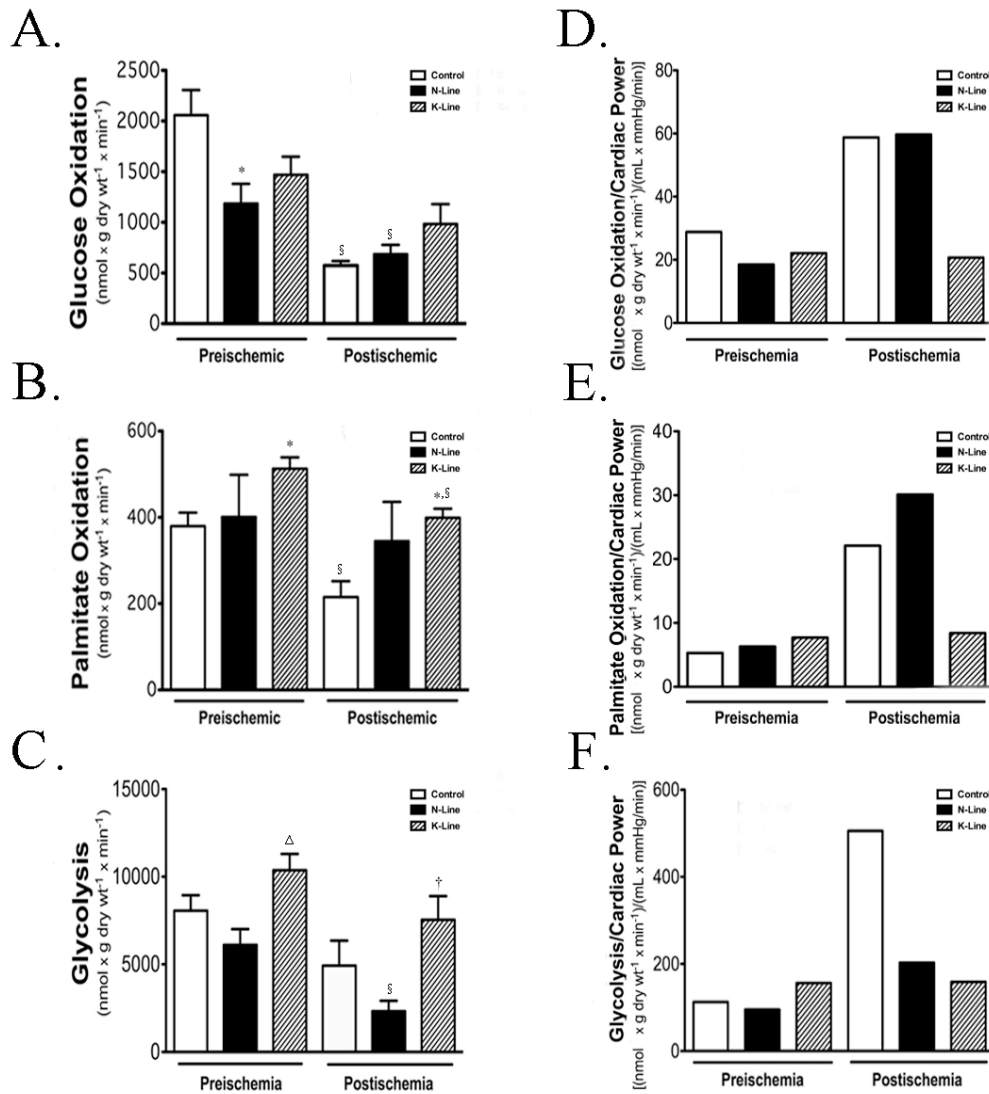 A.
Glucose Oxidation
(nmol x g dry wt⁻¹ x min⁻¹)
2500
2000
1500
1000
500
0
Control
N-Line
K-Line
*
§
§
Preischemic
Postischemic
B.
Palmitate Oxidation
(nmol x g dry wt⁻¹ x min⁻¹)
600
400
200
0
Control
N-Line
K-Line
*
§
*,§
Preischemic
Postischemic
C.
Glycolysis
(nmol x g dry wt⁻¹ x min⁻¹)
15000
10000
5000
0
Control
N-Line
K-Line
△
§
†
Preischemia
Postischemia
D.
Glucose Oxidation/Cardiac Power
[(nmol x g dry wt⁻¹ x min⁻¹)/(mL x mmHg/min)]
80
60
40
20
0
Control
N-Line
K-Line
Preischemia
Postischemia
E.
Palmitate Oxidation/Cardiac Power
[(nmol x g dry wt⁻¹ x min⁻¹)/(mL x mmHg/min)]
40
30
20
10
0
Control
N-Line
K-Line
Preischemia
Postischemia
F.
Glycolysis/Cardiac Power
[(nmol x g dry wt⁻¹ x min⁻¹)/(mL x mmHg/min)]
600
400
200
0
Control
N-Line
K-Line
Preischemia
Postischemia